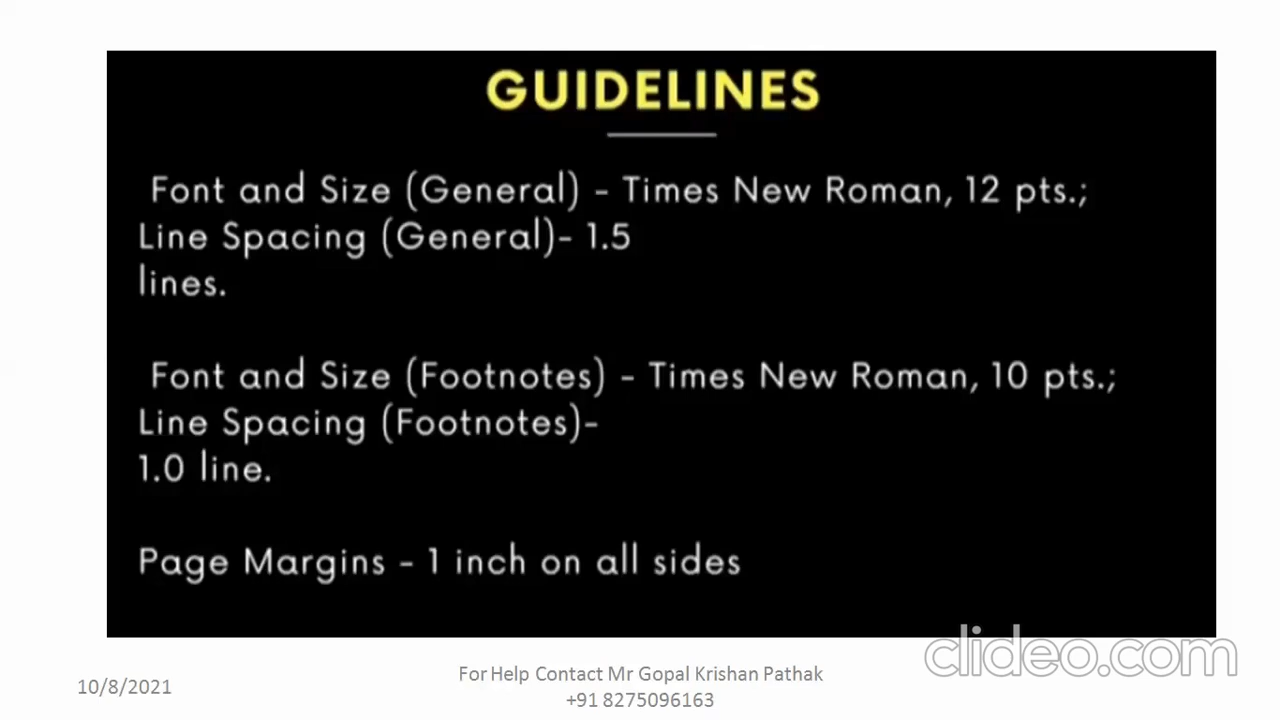 GUIDELINES
Font and Size (General) - Times New Roman, 12 pts.;
Line Spacing (General)- 1.5
lines.
Font and Size (Footnotes) - Times New Roman, 10 pts.;
Line Spacing (Footnotes)-
1.0 line.
Page Margins - 1 inch on all sides
clideo.com
10/8/2021
For Help Contact Mr Gopal Krishan Pathak
+91 8275096163